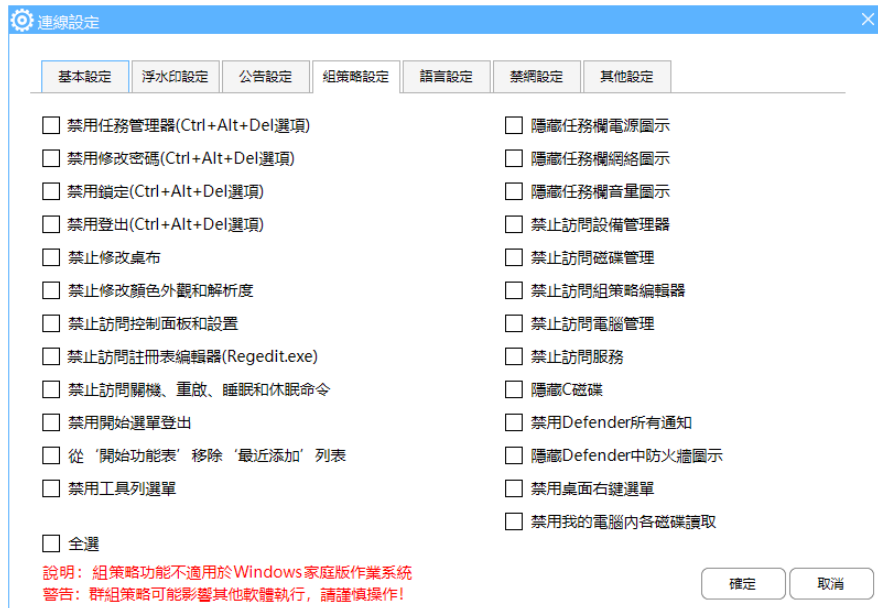 連線設定
基本設定
浮水印設定
公告設定
組策略設定
語言設定
禁網設定
其他設定
禁用任務管理器(Ctrl+Alt+Del選項)
禁用修改密碼(Ctrl+Alt+Del選項)
禁用鎖定(Ctrl+Alt+Del選項)
禁用登出(Ctrl+Alt+Del選項)
禁止修改桌布
禁止修改顏色外觀和解析度
禁止訪問控制面板和設置
禁止訪問註冊表編輯器(Regedit.exe)
禁止訪問關機、重啟、睡眠和休眠命令
禁用開始選單登出
從‘開始功能表’移除‘最近添加’列表
禁用工具列選單
全選
隱藏任務欄電源圖示
隱藏任務欄網絡圖示
隱藏任務欄音量圖示
禁止訪問設備管理器
禁止訪問磁碟管理
禁止訪問組策略編輯器
禁止訪問電腦管理
禁止訪問服務
隱藏C磁碟
禁用Defender所有通知
隱藏Defender中防火牆圖示
禁用桌面右鍵選單
禁用我的電腦內各磁碟讀取
說明：組策略功能不適用於Windows家庭版作業系統
警告：群組策略可能影響其他軟體執行，請謹慎操作！
確定
取消